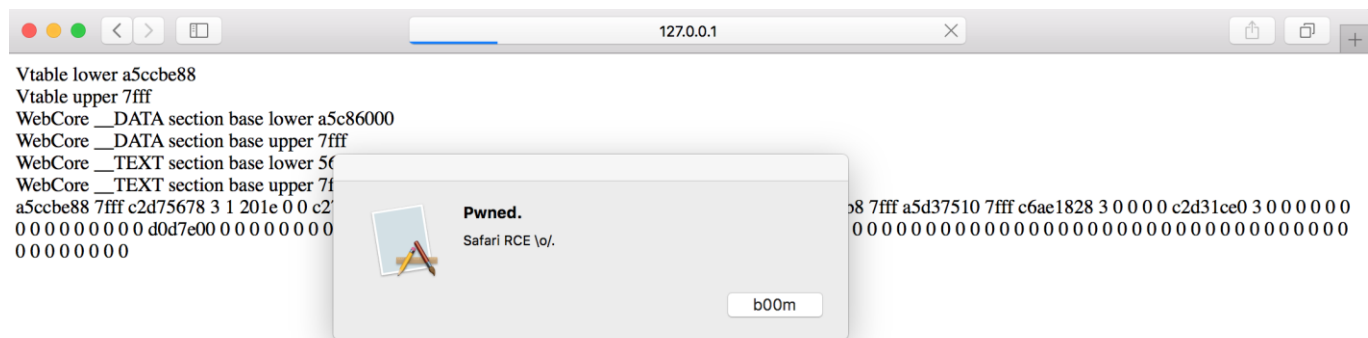 127.0.0.1
Vtable lower a5ccbe88
Vtable upper 7fff
WebCore __DATA section base lower a5c86000
WebCore __DATA section base upper 7fff
WebCore __TEXT section base lower
WebCore __TEXT section base upper
a5ccbe88 7fff c2d75678 3 1 201e 0 0 7fff a5d37510 7fff c6ae1828 3 0 0 0 0 c2d31ce0 3 0 0 0 0 0 0
0 0 0 0 0 0 0 0 0 d0d7e00 0 0 0 0 0 0 0 0 0 0 0 0 0 0 0 0 0 0 0 0 0 0 0 0 0 0 0 0 0 0 0 0 0 0 0 0 0 0 0 0 0 0
0 0 0 0 0 0 0 0
Pwned.
Safari RCE \o/.
b00m